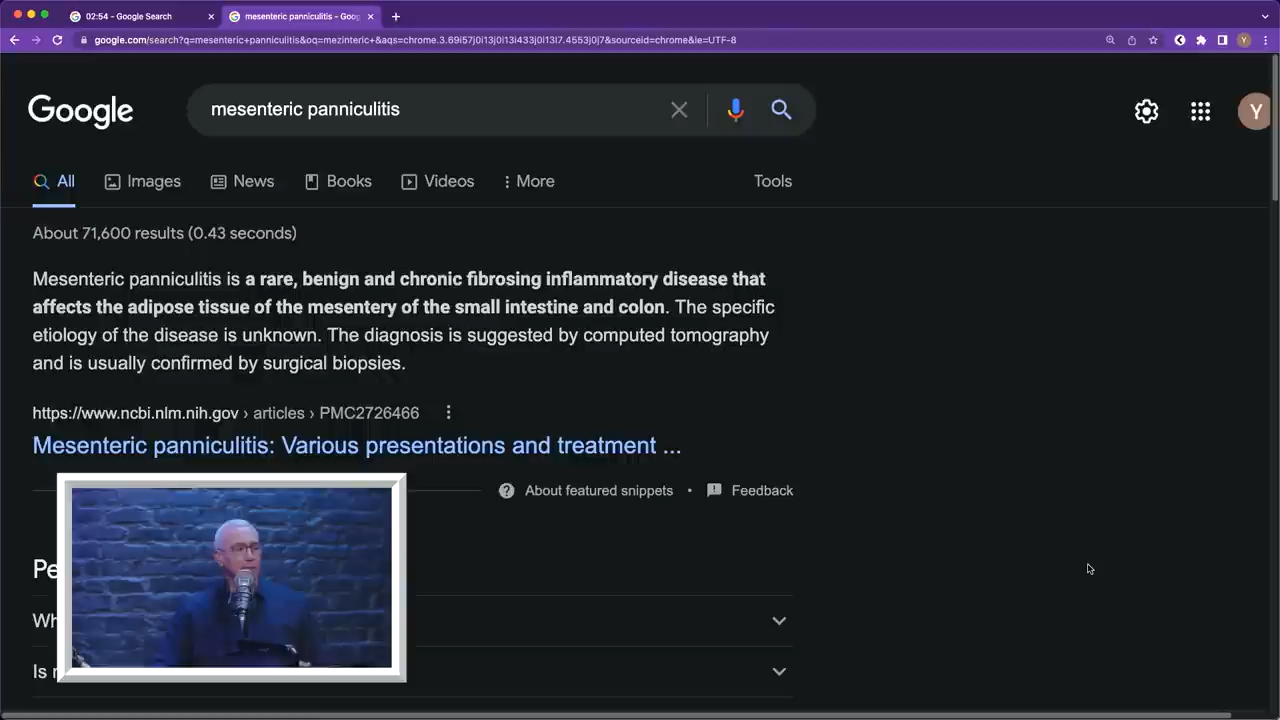 02:54 - Google Search
mesenteric panniculitis - Goog
google.com/search?q=mesenteric+panniculitis&oq=mezinteric+&aqs=chrome.3.69i57j0i13j0i13i433j0i13l7.4553j0j7&sourceid=chrome&ie=UTF-8
Y
Google
mesenteric panniculitis
Y
All
Images
News
Books
Videos
More
Tools
About 71,600 results (0.43 seconds)
Mesenteric panniculitis is a rare, benign and chronic fibrosing inflammatory disease that
affects the adipose tissue of the mesentery of the small intestine and colon. The specific
etiology of the disease is unknown. The diagnosis is suggested by computed tomography
and is usually confirmed by surgical biopsies.
https://www.ncbi.nlm.nih.gov › articles › PMC2726466
Mesenteric panniculitis: Various presentations and treatment ...
About featured snippets • Feedback
Pe
Wh
Is